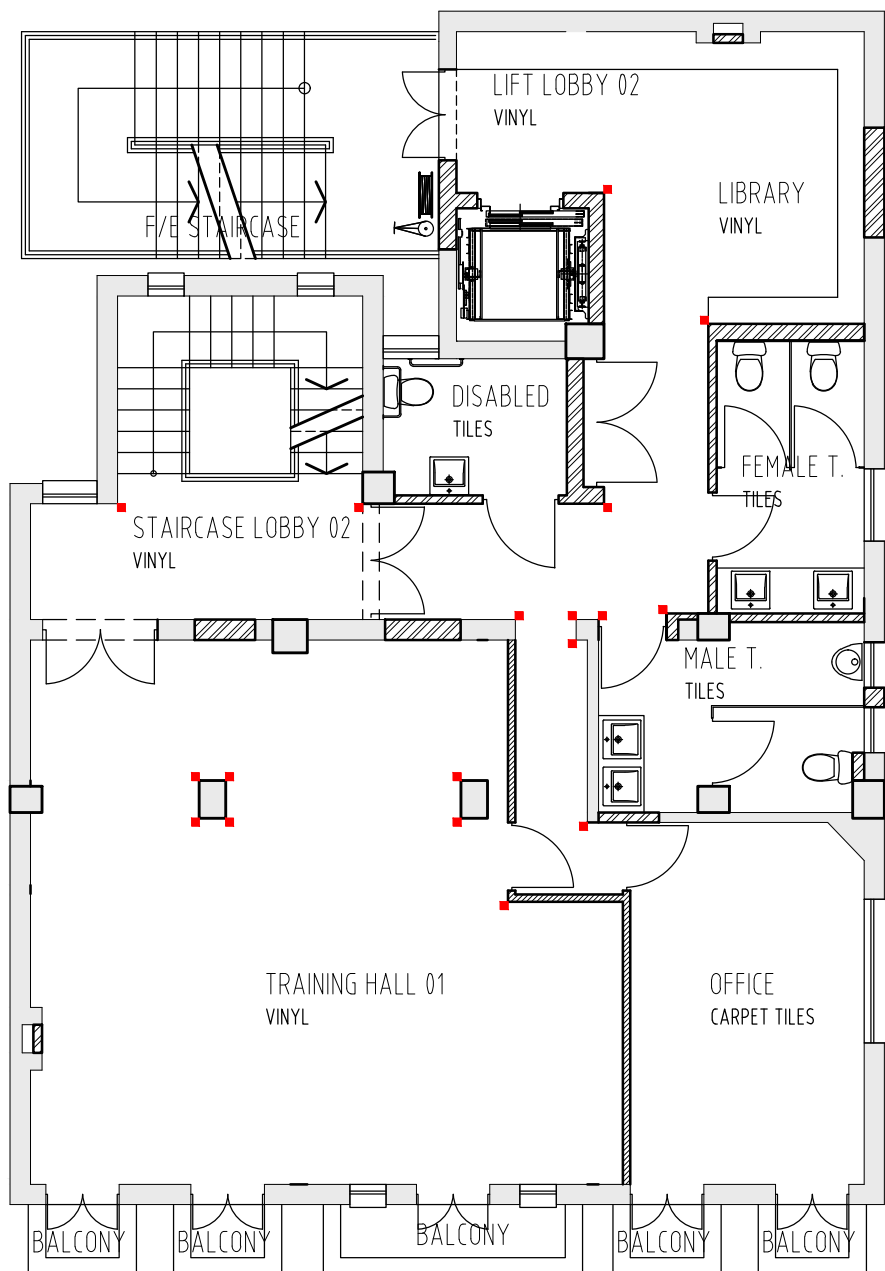 LIFT LOBBY 02
VINYL
LIBRARY
VINYL
F/E STAIRCASE
DISABLED
TILES
FEMALE T.
TILES
STAIRCASE LOBBY 02
VINYL
MALE T.
TILES
TRAINING HALL 01
VINYL
OFFICE
CARPET TILES
BALCONY
BALCONY
BALCONY
BALCONY
BALCONY